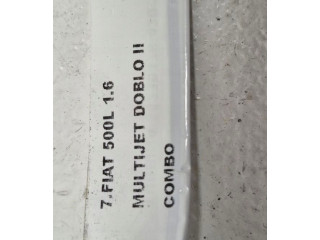 7.FIAT 500L 1.6
MULTIJET DOBLO II
COMBO